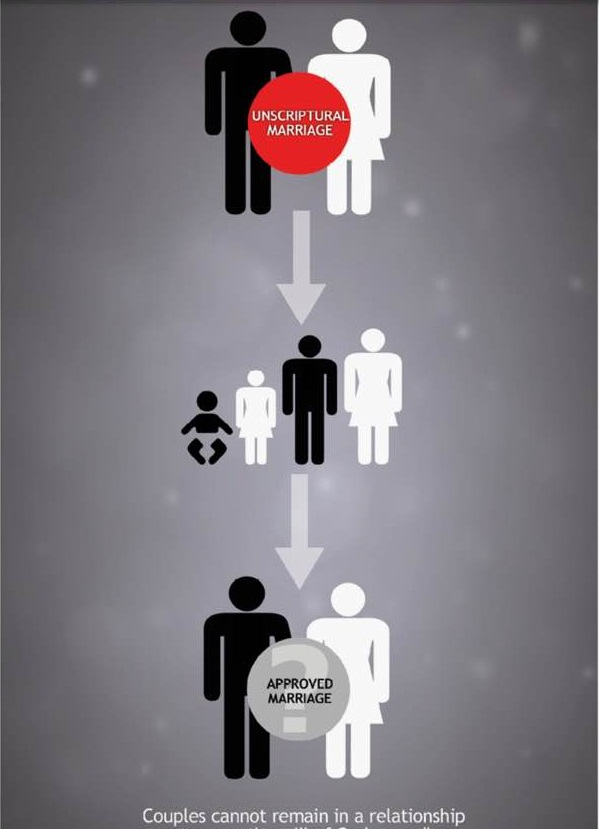 UNSCRIPTURAL
MARRIAGE
?
APPROVED
MARRIAGE
Couples cannot remain in a relationship